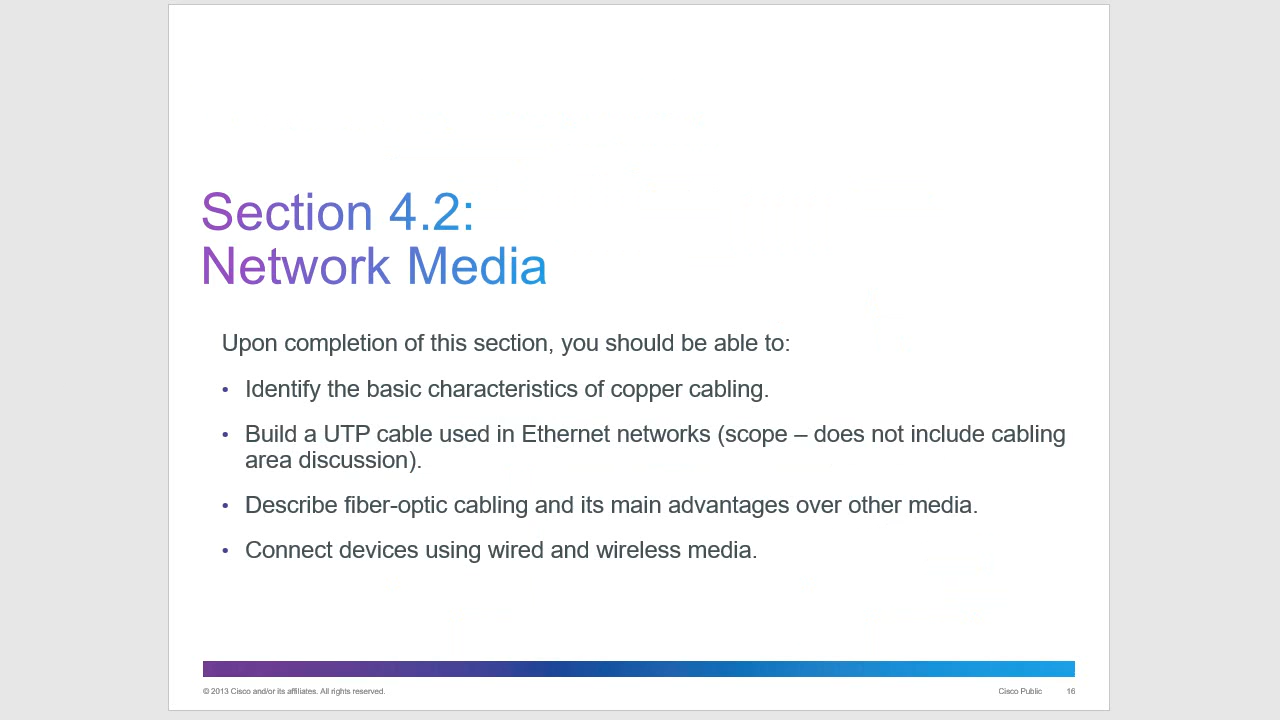 Section 4.2:
Network Media
Upon completion of this section, you should be able to:
• Identify the basic characteristics of copper cabling.
• Build a UTP cable used in Ethernet networks (scope – does not include cabling
area discussion).
• Describe fiber-optic cabling and its main advantages over other media.
• Connect devices using wired and wireless media.
© 2013 Cisco and/or its affiliates. All rights reserved.
Cisco Public
16